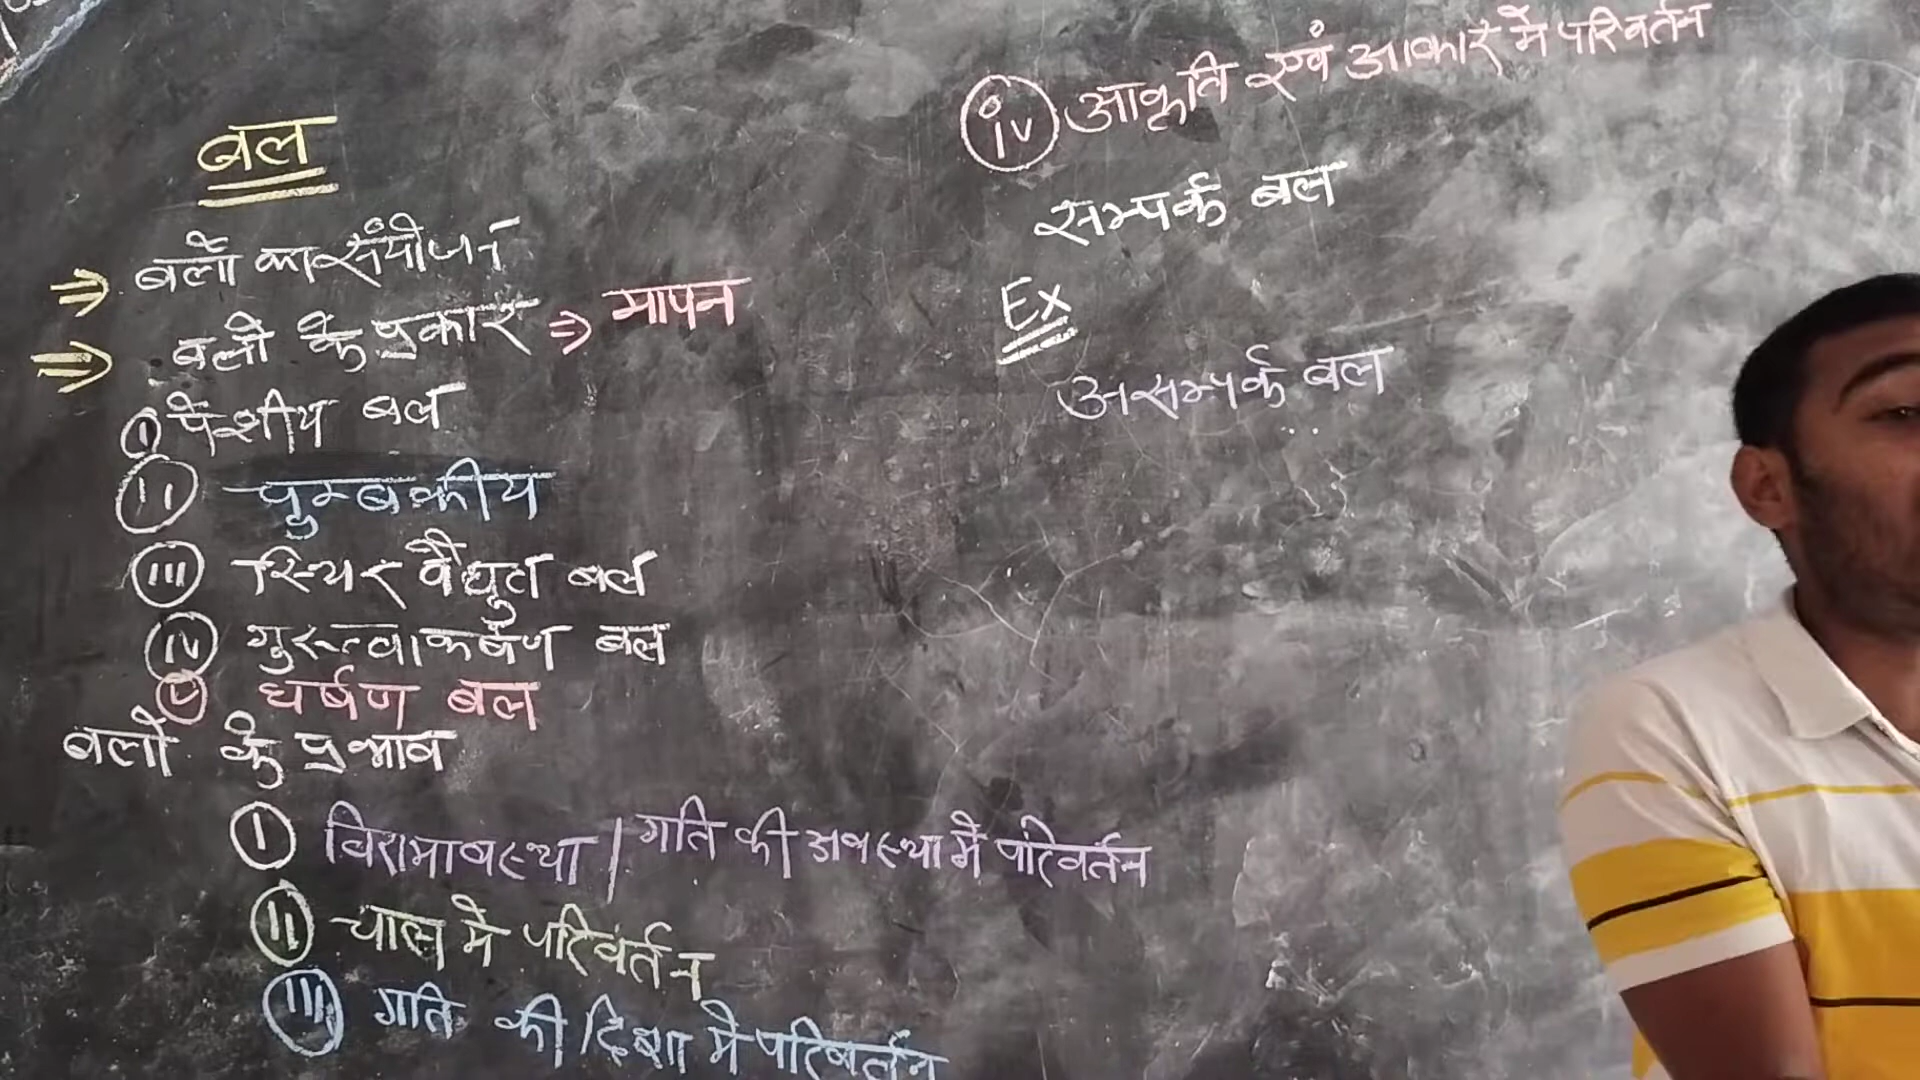 बल
⇒ बलों का संयोजन
⇒ बलों के प्रकार ⇒ मापन
(i) पेशीय बल
(ii) चुम्बकीय
(iii) स्थिर वैद्युत बल
(iv) गुरूत्वाकर्षण बल
(v) घर्षण बल
बलों के प्रभाव
(i) विरामावस्था / गति की अवस्था में परिवर्तन
(ii) चाल में परिवर्तन
(iii) गति की दिशा में परिवर्तन
(iv) आकृति एवं आकार में परिवर्तन
सम्पर्क बल
Ex
असम्पर्क बल